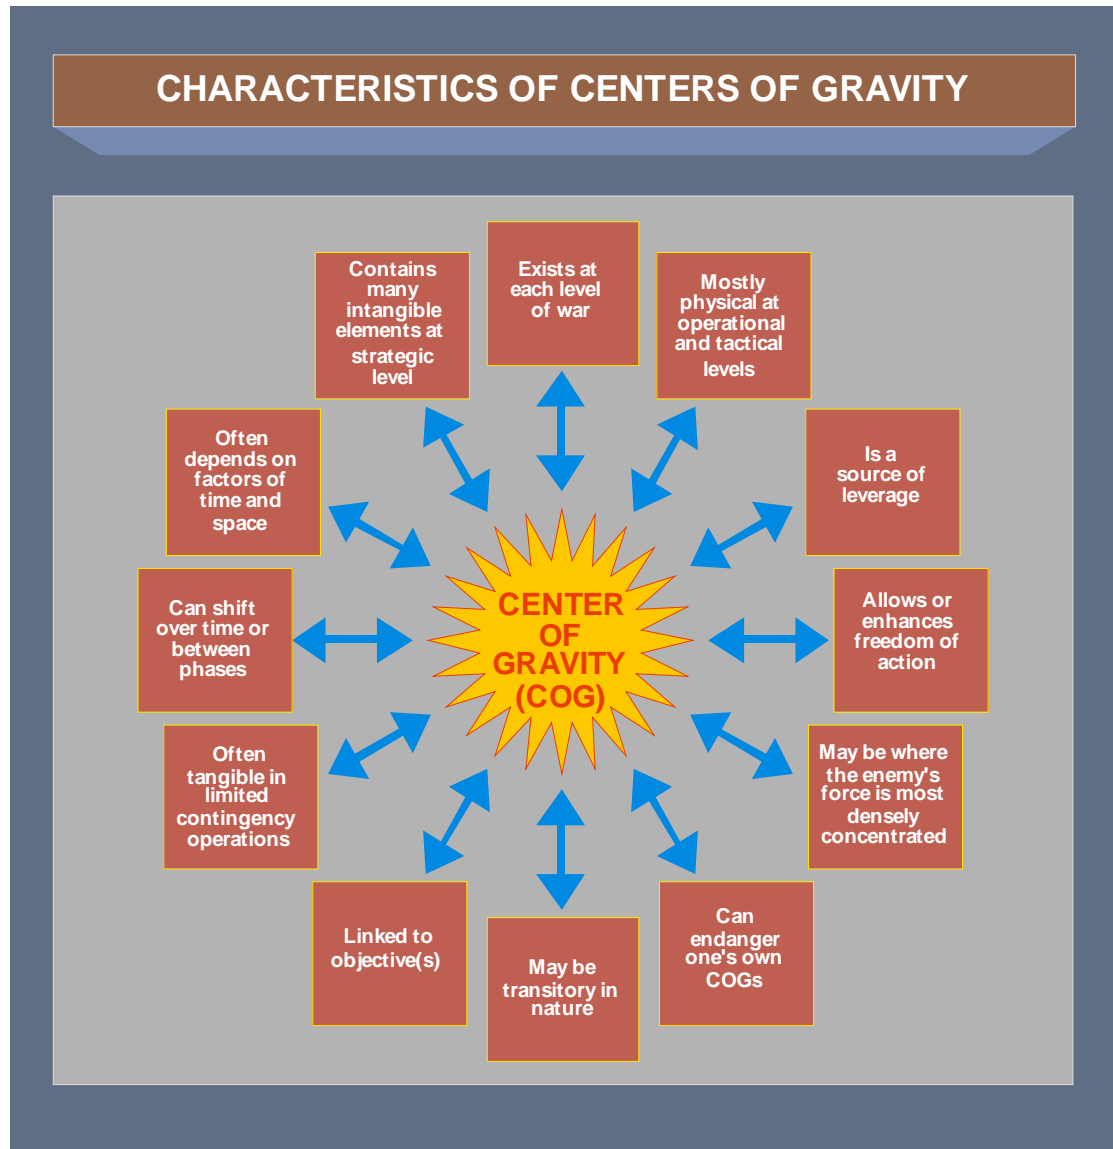 CHARACTERISTICS OF CENTERS OF GRAVITY
Exists at
each level
of war
Mostly
physical at
operational
and tactical
levels
Is a
source of
leverage
Allows or
enhances
freedom of
action
May be where
the enemy's
force is most
densely
concentrated
Can
endanger
one's own
COGs
May be
transitory in
nature
Linked to
objective(s)
Often
tangible in
limited
contingency
operations
Can shift
over time or
between
phases
Often
depends on
factors of
time and
space
Contains
many
intangible
elements at
strategic
level
CENTER
OF
GRAVITY
(COG)